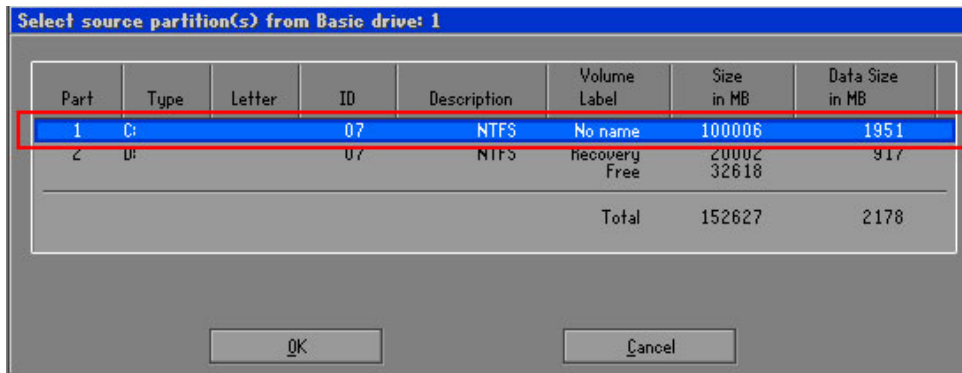 Select source partition(s) from Basic drive: 1
Volume Size Data Size
Part Type Letter ID Description Label in MB in MB
1 C: 07 NTFS No name 100006 1951
2 D: 07 NTFS Recovery 20002 917
Free 32618
Total 152627 2178
OK Cancel